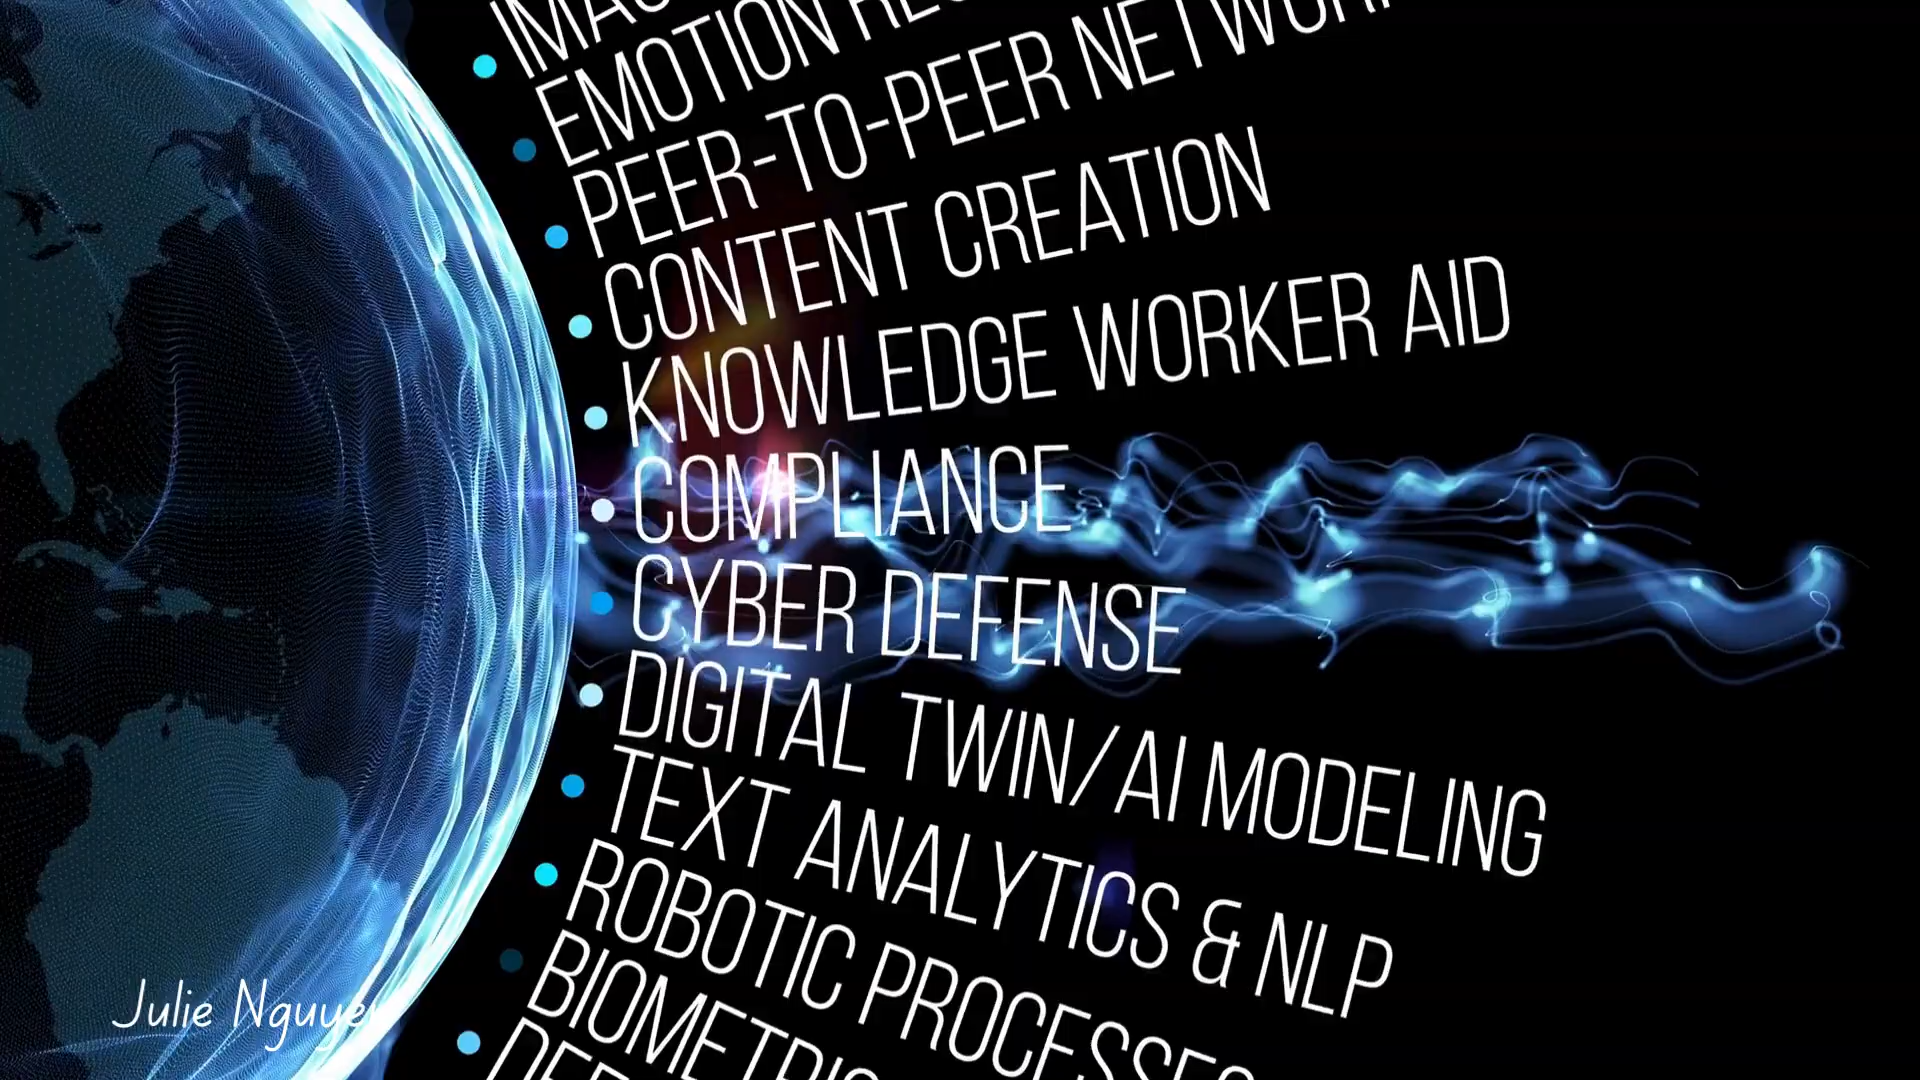 EMOTION
PEER-TO-PEER
CONTENT CREATION
KNOWLEDGE WORKER AID
COMPLIANCE
CYBER DEFENSE
DIGITAL TWIN/AI MODELING
TEXT ANALYTICS & NLP
ROBOTIC PROCESSES
Julie Nguyen